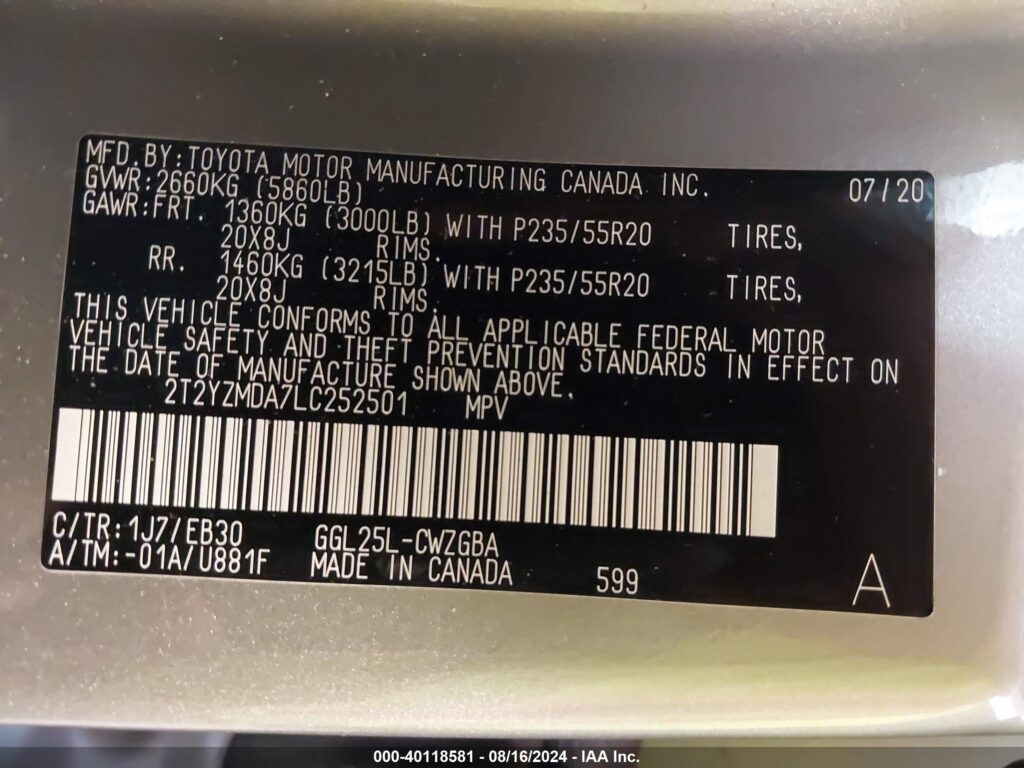 MFD.BY:TOYOTA MOTOR MANUFACTURING CANADA INC. 07/20
GVWR:2660KG (5860LB)
GAWR:FRT. 1360KG (3000LB) WITH P235/55R20 TIRES,
20X8J RIMS.
RR. 1460KG (3215LB) WITH P235/55R20 TIRES,
20X8J RIMS.
THIS VEHICLE CONFORMS TO ALL APPLICABLE FEDERAL MOTOR
VEHICLE SAFETY AND THEFT PREVENTION STANDARDS IN EFFECT ON
THE DATE OF MANUFACTURE SHOWN ABOVE.
2T2YZMDA7LC252501 MPV
C/TR:1J7/EB30 GGL25L-CWZGBA
A/TM:-01A/U881F MADE IN CANADA 599 A
000-40118581 - 08/16/2024 - IAA Inc.